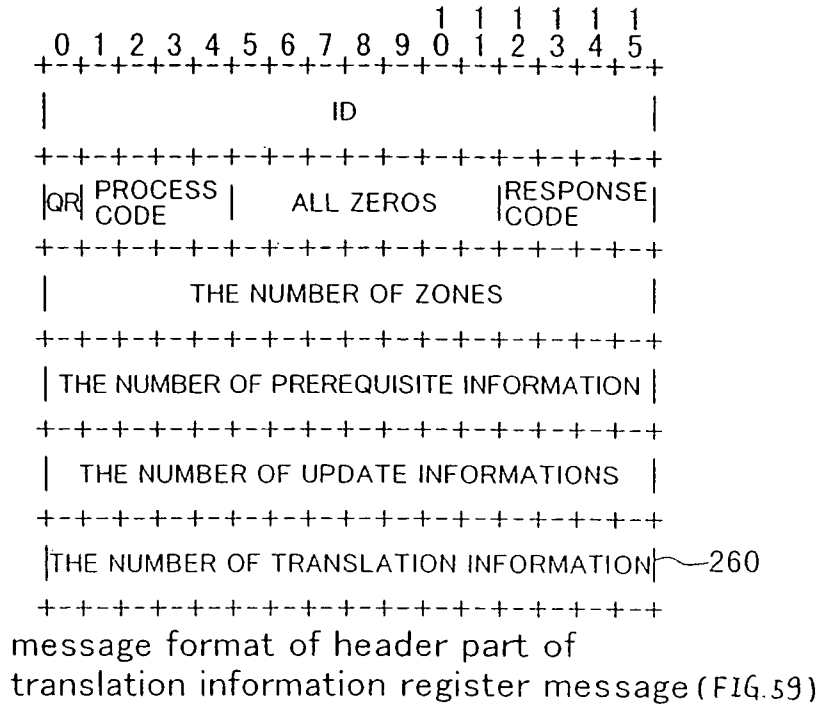 1 1 1 1 1 1
0 1 2 3 4 5 6 7 8 9 0 1 2 3 4 5
+-+-+-+-+-+-+-+-+-+-+-+-+-+-+-+-+
| ID |
+-+-+-+-+-+-+-+-+-+-+-+-+-+-+-+-+
|QR| PROCESS CODE | ALL ZEROS |RESPONSE CODE |
+-+-+-+-+-+-+-+-+-+-+-+-+-+-+-+-+
| THE NUMBER OF ZONES |
+-+-+-+-+-+-+-+-+-+-+-+-+-+-+-+-+
| THE NUMBER OF PREREQUISITE INFORMATION |
+-+-+-+-+-+-+-+-+-+-+-+-+-+-+-+-+
| THE NUMBER OF UPDATE INFORMATIONS |
+-+-+-+-+-+-+-+-+-+-+-+-+-+-+-+-+
|THE NUMBER OF TRANSLATION INFORMATION| 260
+-+-+-+-+-+-+-+-+-+-+-+-+-+-+-+-+
message format of header part of
translation information register message (FIG.59)